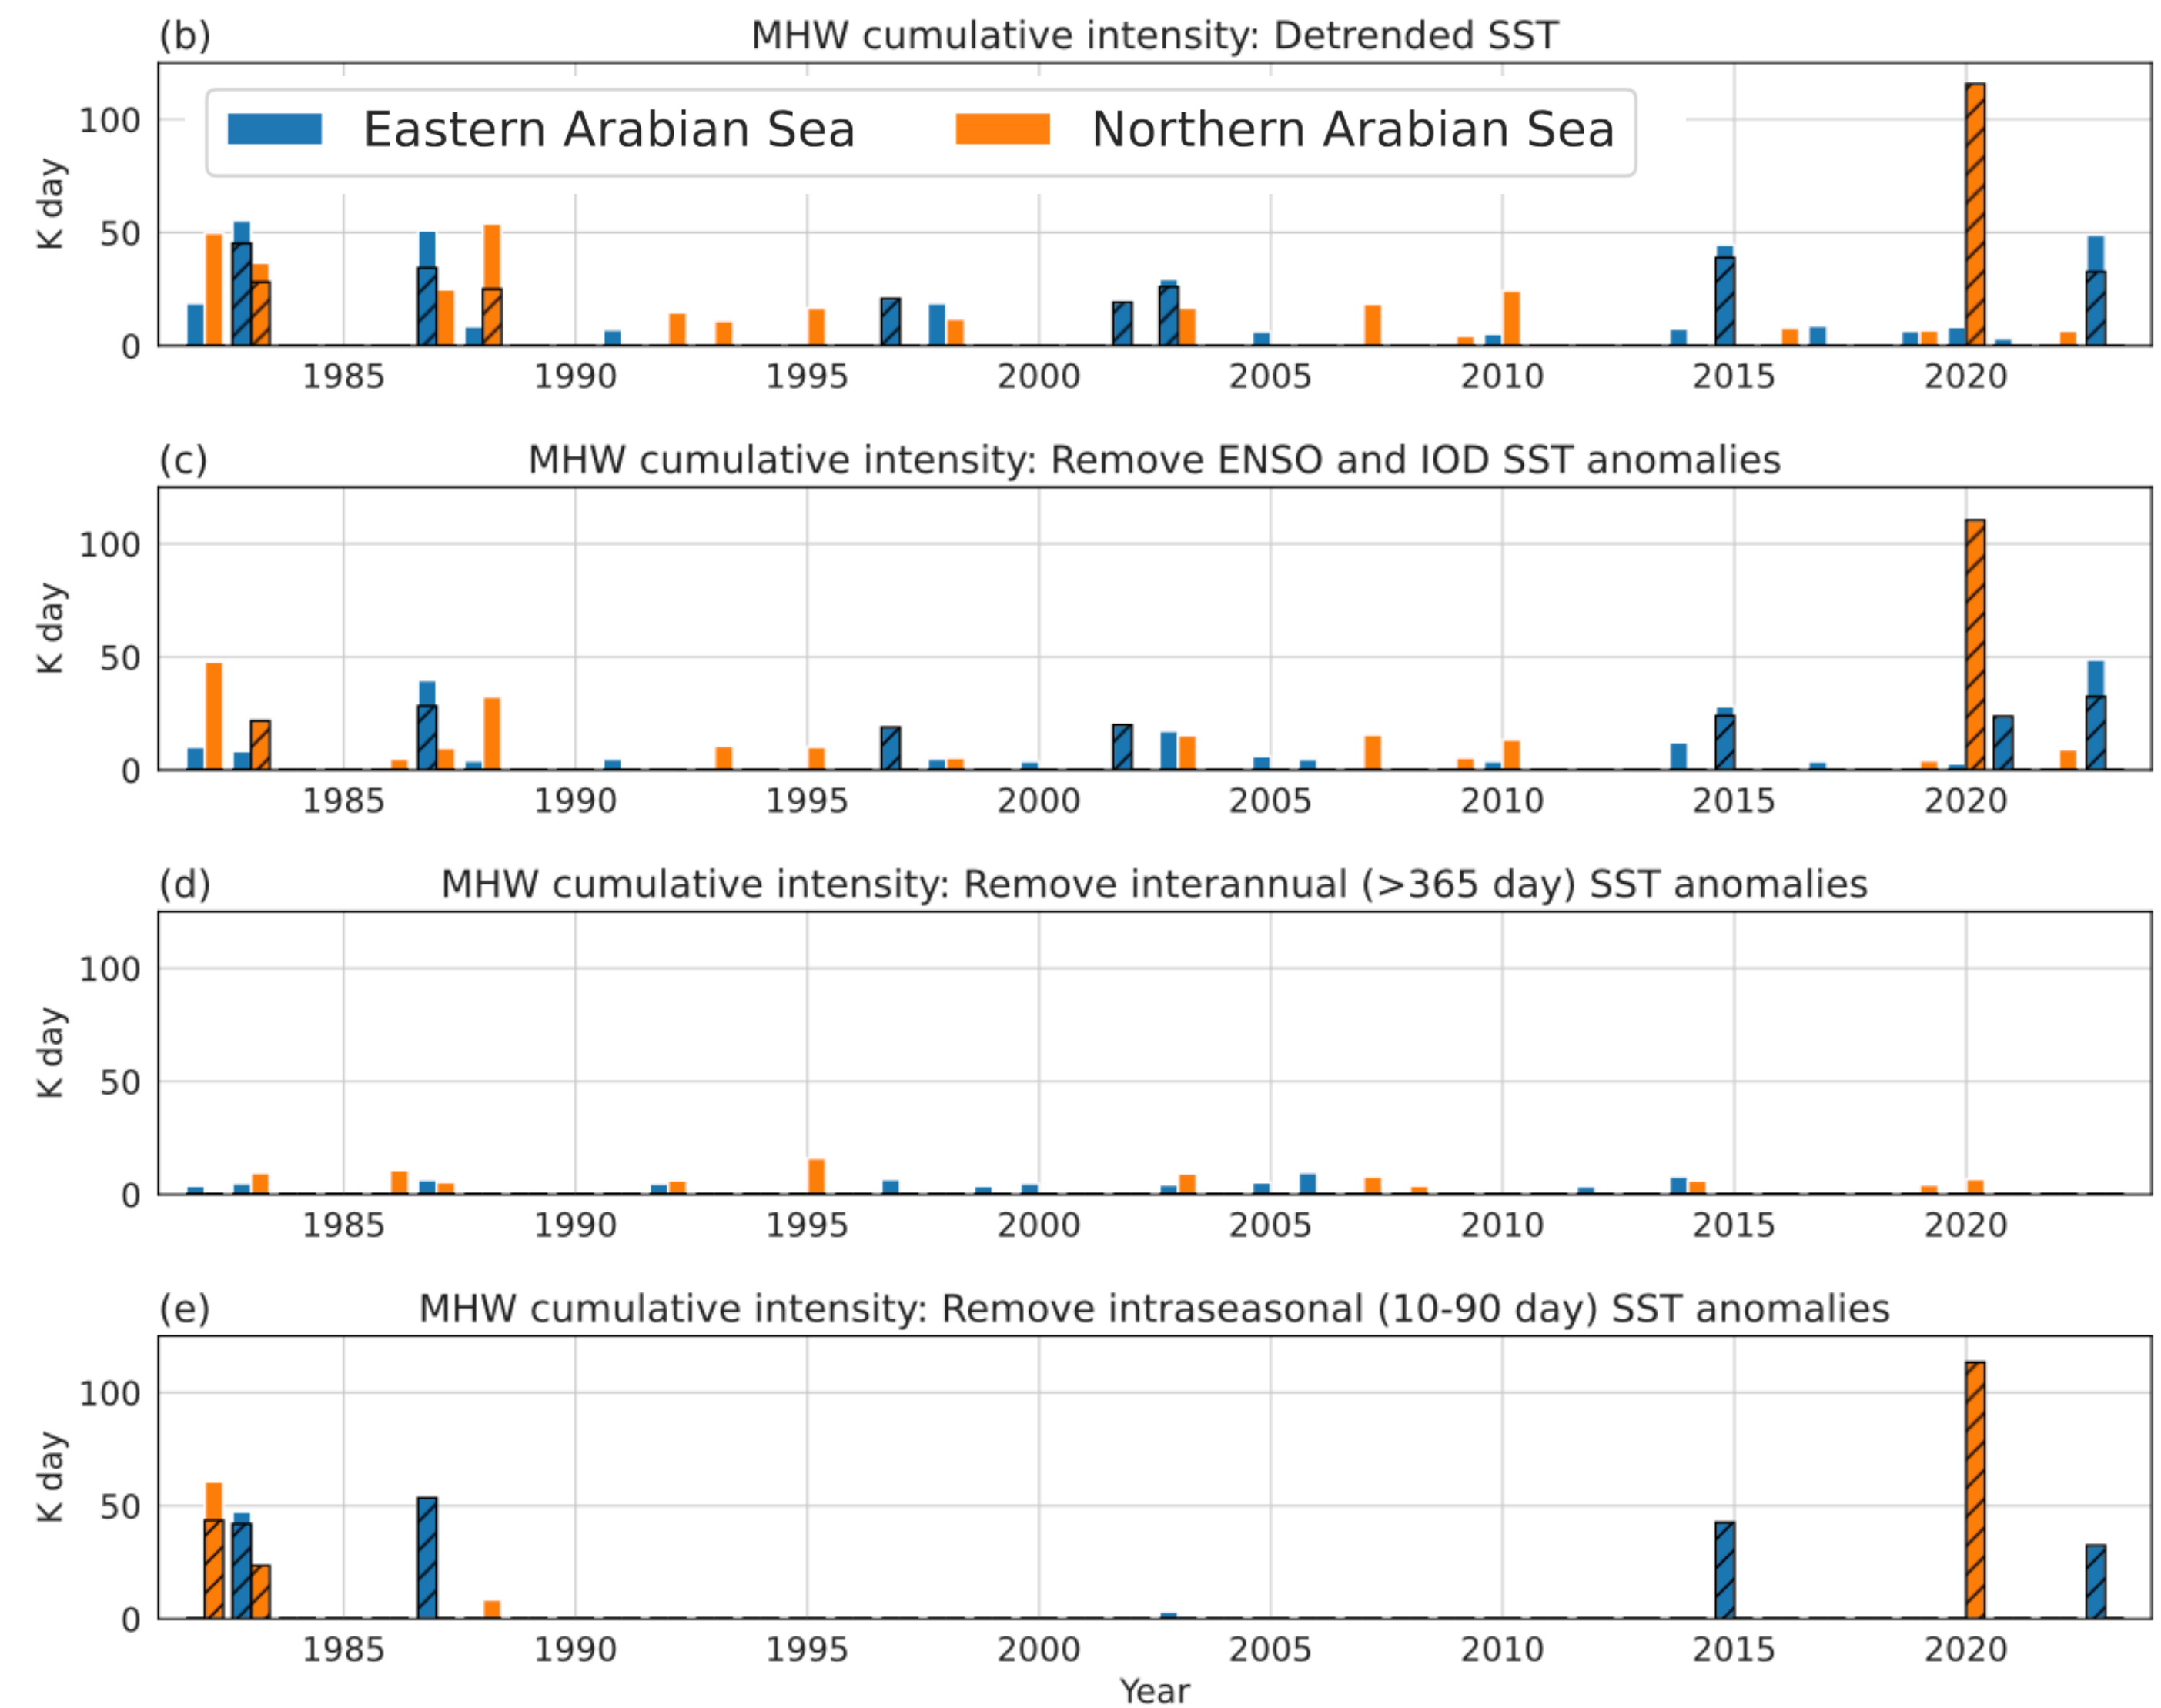 (b) MHW cumulative intensity: Detrended SST
Eastern Arabian Sea Northern Arabian Sea
K day
100
50
0
1985 1990 1995 2000 2005 2010 2015 2020
(c) MHW cumulative intensity: Remove ENSO and IOD SST anomalies
K day
100
50
0
1985 1990 1995 2000 2005 2010 2015 2020
(d) MHW cumulative intensity: Remove interannual (>365 day) SST anomalies
K day
100
50
0
1985 1990 1995 2000 2005 2010 2015 2020
(e) MHW cumulative intensity: Remove intraseasonal (10-90 day) SST anomalies
K day
100
50
0
1985 1990 1995 2000 2005 2010 2015 2020
Year